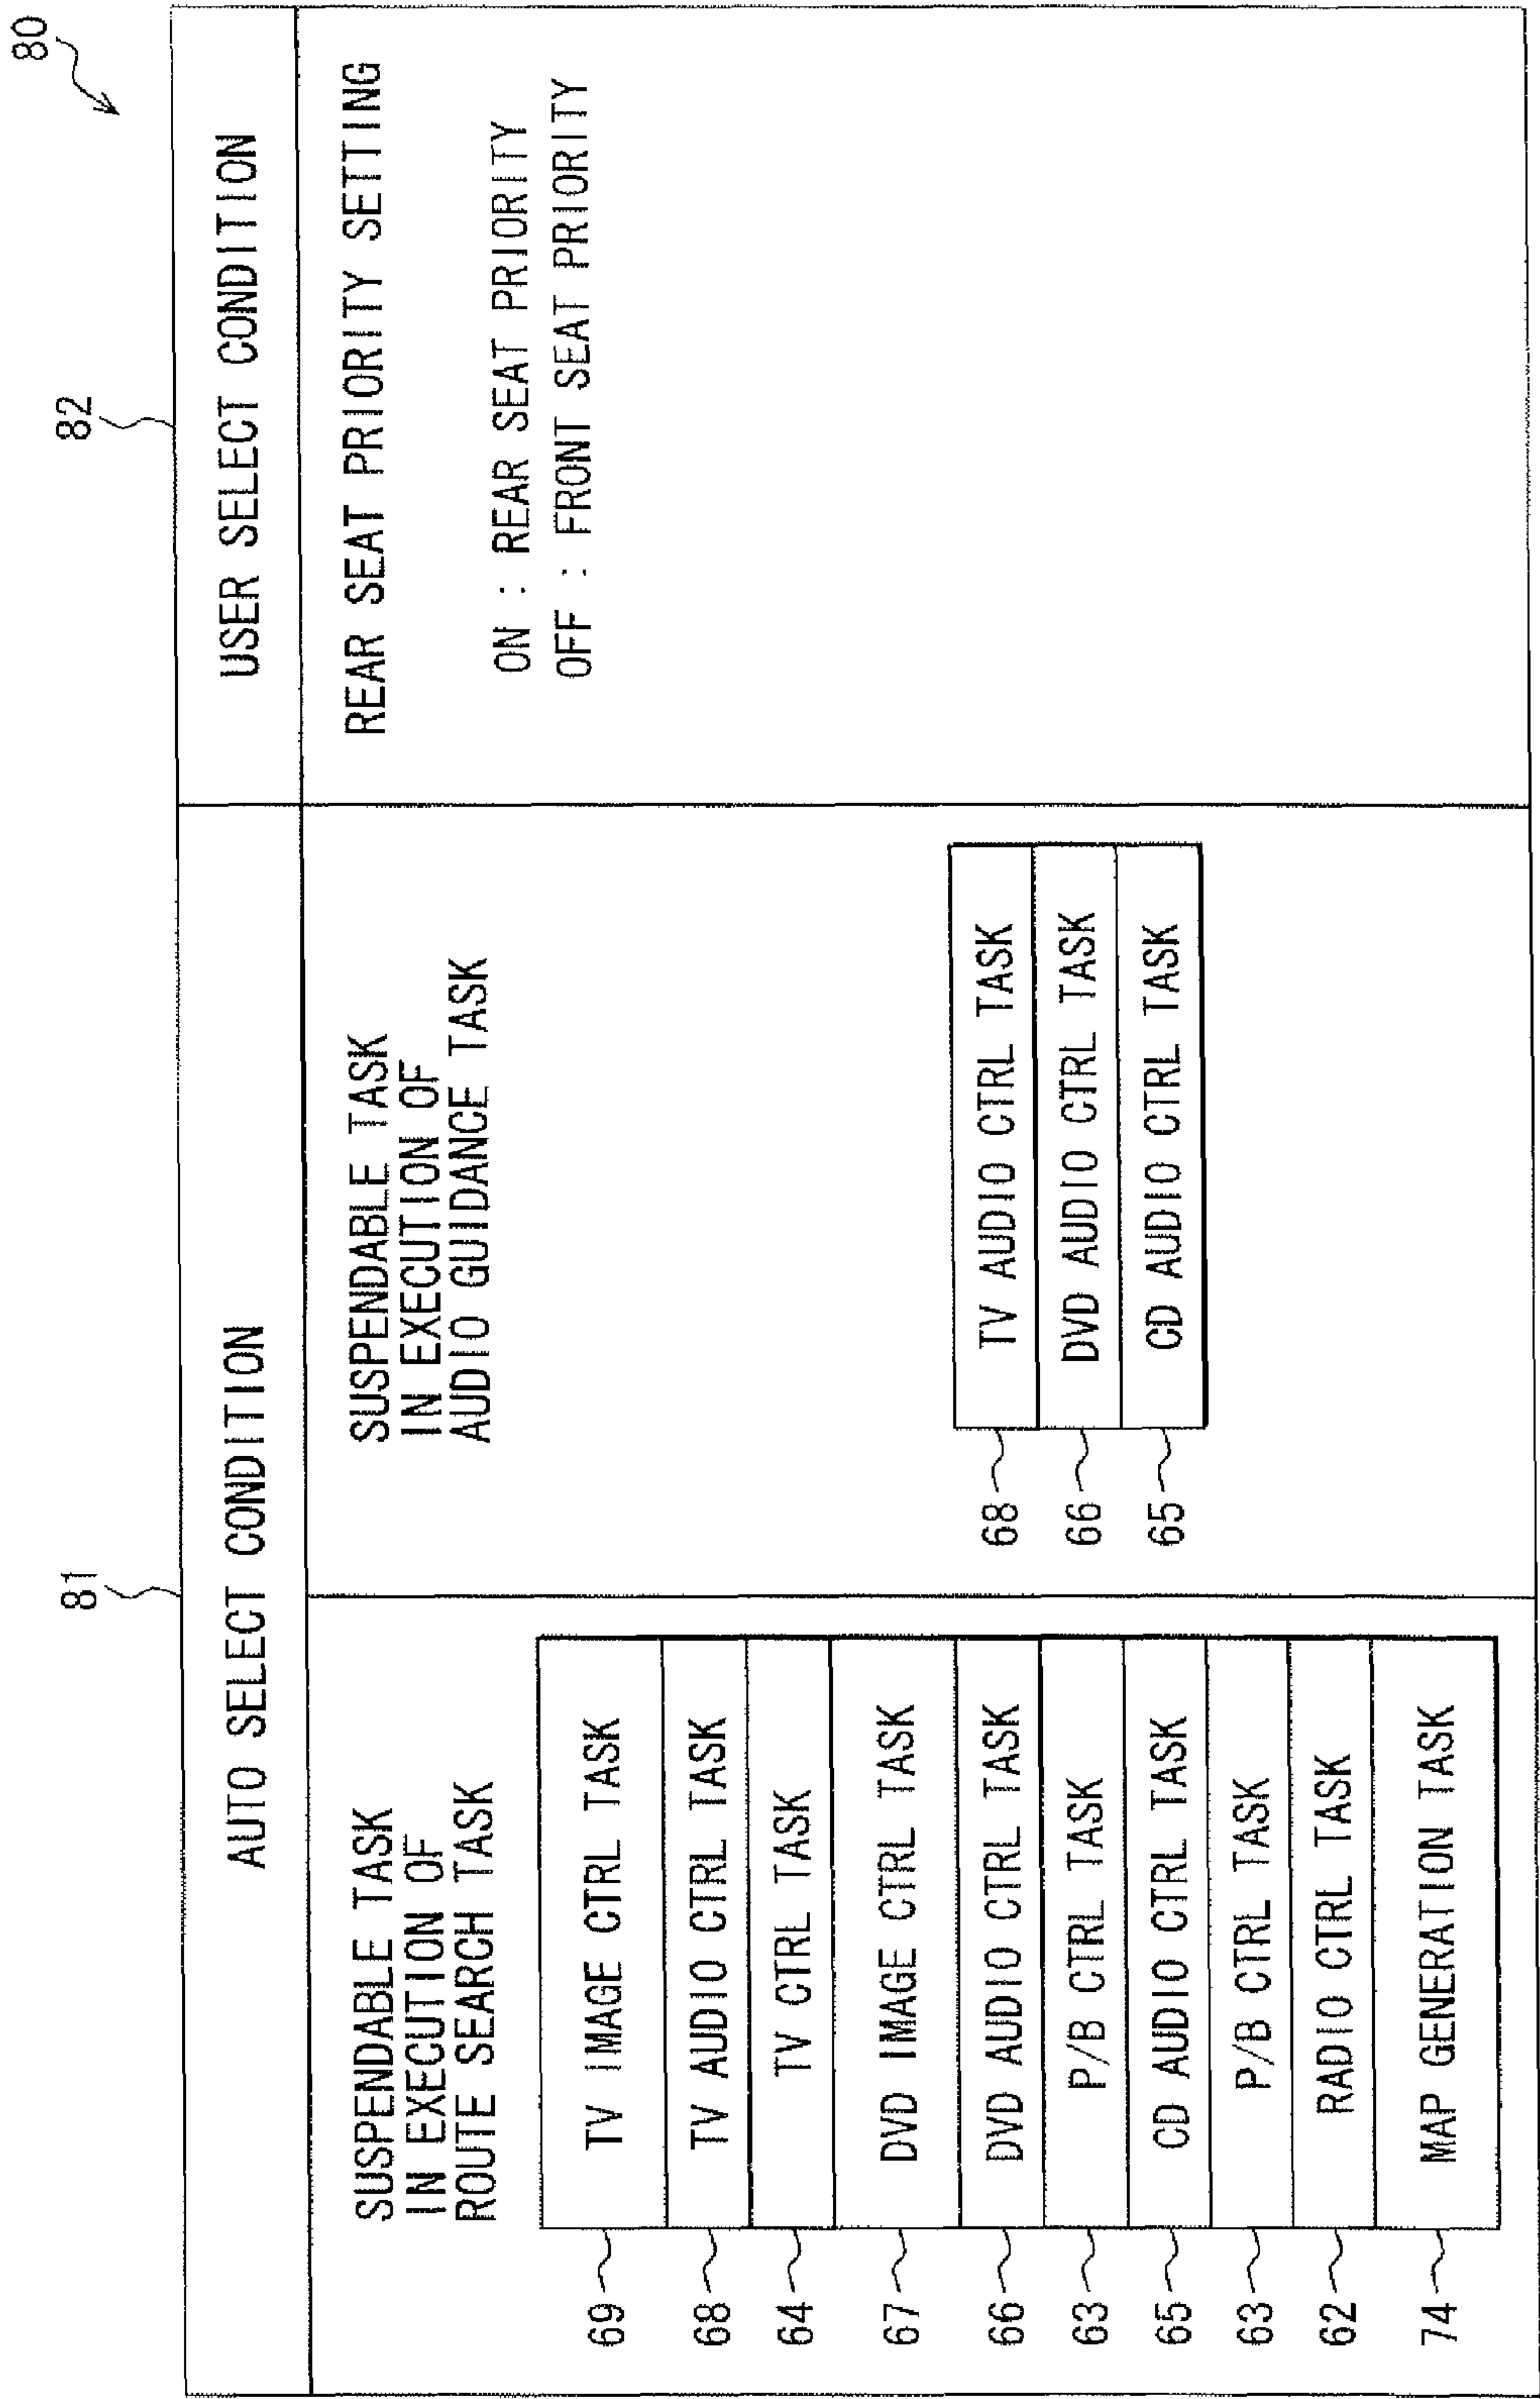 80
81
82
AUTO SELECT CONDITION
USER SELECT CONDITION
SUSPENDABLE TASK
IN EXECUTION OF
ROUTE SEARCH TASK
69
TV IMAGE CTRL TASK
68
TV AUDIO CTRL TASK
64
TV CTRL TASK
67
DVD IMAGE CTRL TASK
66
DVD AUDIO CTRL TASK
63
P/B CTRL TASK
65
CD AUDIO CTRL TASK
63
P/B CTRL TASK
62
RADIO CTRL TASK
74
MAP GENERATION TASK
SUSPENDABLE TASK
IN EXECUTION OF
AUDIO GUIDANCE TASK
68
TV AUDIO CTRL TASK
66
DVD AUDIO CTRL TASK
65
CD AUDIO CTRL TASK
REAR SEAT PRIORITY SETTING
ON : REAR SEAT PRIORITY
OFF : FRONT SEAT PRIORITY